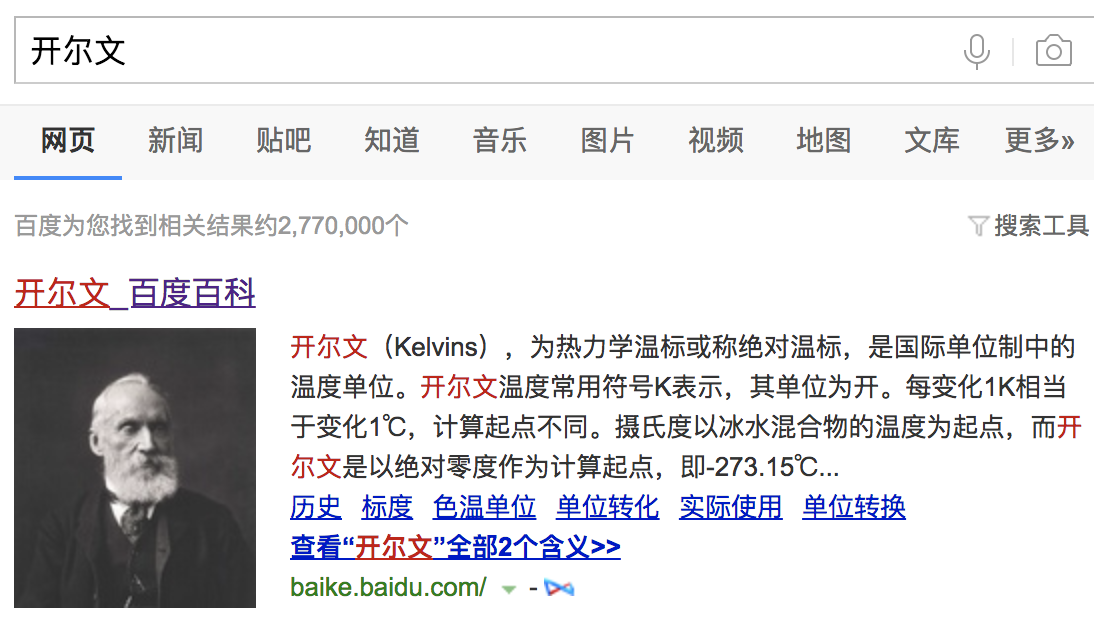 开尔文
网页 新闻 贴吧 知道 音乐 图片 视频 地图 文库 更多»
百度为您找到相关结果约2,770,000个 搜索工具
开尔文_百度百科
开尔文（Kelvins），为热力学温标或称绝对温标，是国际单位制中的
温度单位。开尔文温度常用符号K表示，其单位为开。每变化1K相当
于变化1℃，计算起点不同。摄氏度以冰水混合物的温度为起点，而开
尔文是以绝对零度作为计算起点，即-273.15℃...
历史 标度 色温单位 单位转化 实际使用 单位转换
查看“开尔文”全部2个含义>>
baike.baidu.com/ -